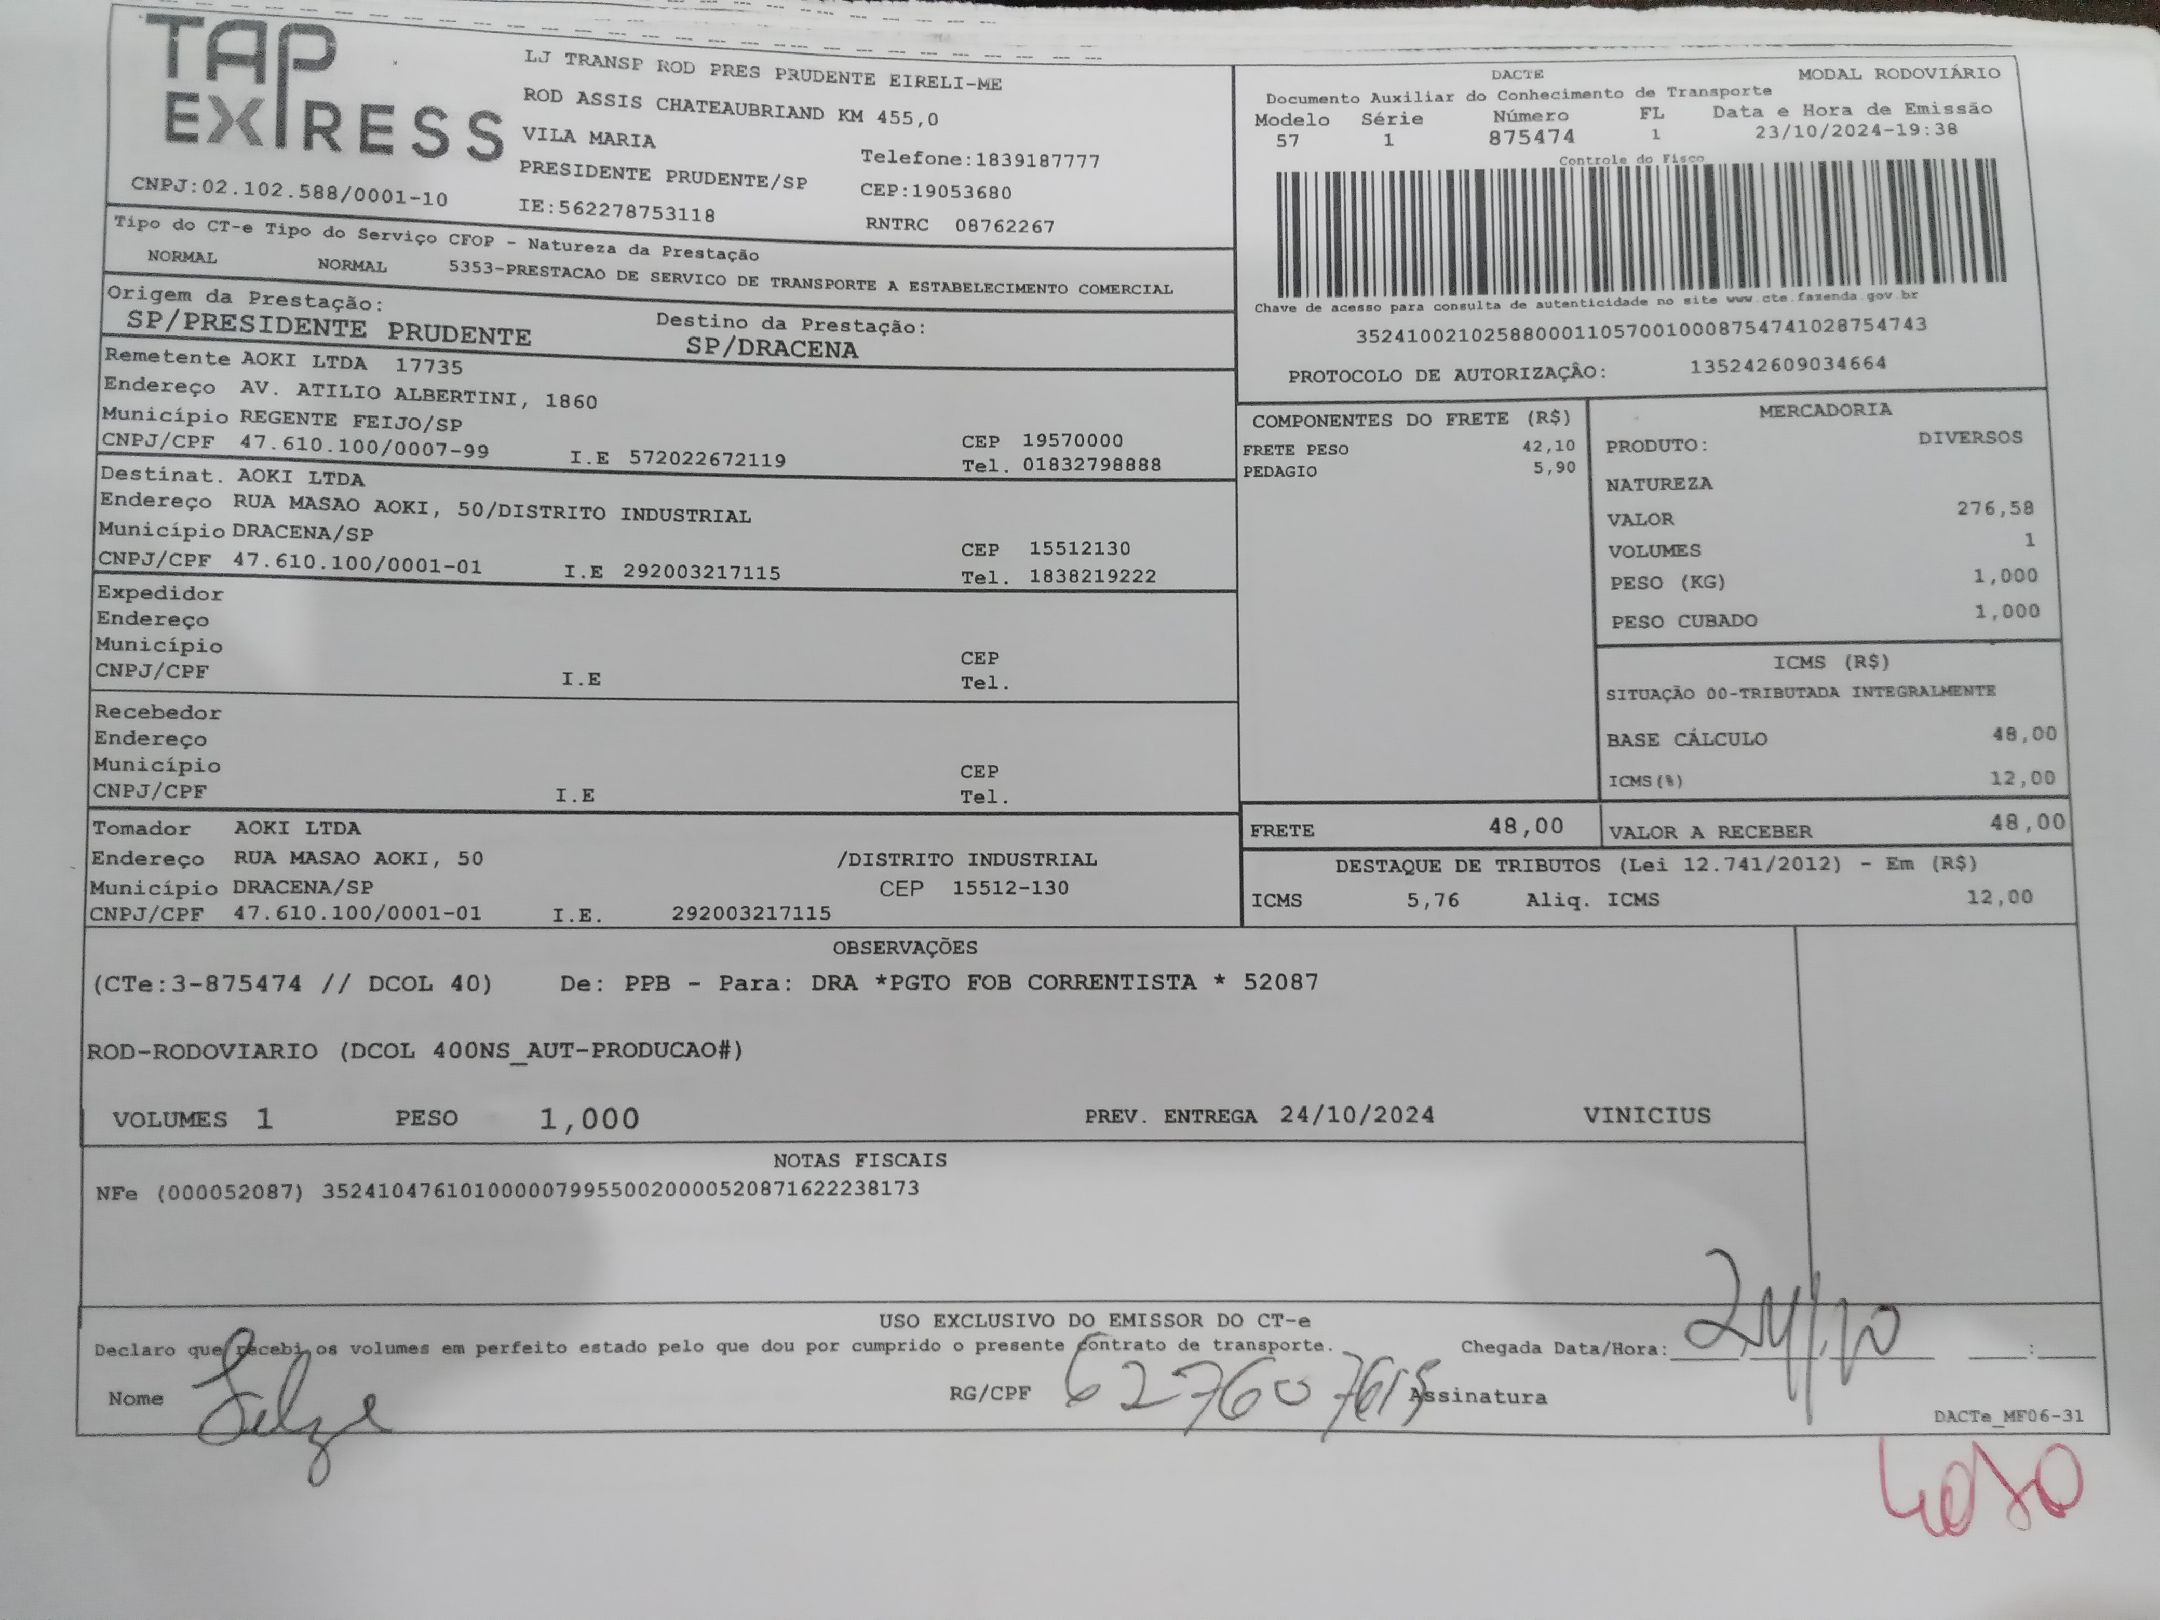 TAP EXPRESS
CNPJ:02.102.588/0001-10
LJ TRANSP ROD PRES PRUDENTE EIRELI-ME
ROD ASSIS CHATEAUBRIAND KM 455,0
VILA MARIA
Telefone:1839187777
PRESIDENTE PRUDENTE/SP
CEP:19053680
IE:562278753118
RNTRC 08762267
DACTE MODAL RODOVIÁRIO
Documento Auxiliar do Conhecimento de Transporte
Modelo Série Número FL Data e Hora de Emissão
57 1 875474 1 23/10/2024-19:38
Controle do Fisco
Chave de acesso para consulta de autenticidade no site www.cte.fazenda.gov.br
35241002102588000110570010008754741028754743
PROTOCOLO DE AUTORIZAÇÂO: 135242609034664
Tipo do CT-e Tipo do Serviço CFOP - Natureza da Prestação
NORMAL NORMAL 5353-PRESTACAO DE SERVICO DE TRANSPORTE A ESTABELECIMENTO COMERCIAL
Origem da Prestação:
SP/PRESIDENTE PRUDENTE
Destino da Prestação:
SP/DRACENA
Remetente AOKI LTDA 17735
Endereço AV. ATILIO ALBERTINI, 1860
Município REGENTE FEIJO/SP
CEP 19570000
CNPJ/CPF 47.610.100/0007-99 I.E 572022672119 Tel. 01832798888
Destinat. AOKI LTDA
Endereço RUA MASAO AOKI, 50/DISTRITO INDUSTRIAL
Município DRACENA/SP
CEP 15512130
CNPJ/CPF 47.610.100/0001-01 I.E 292003217115 Tel. 1838219222
Expedidor
Endereço
Município
CEP
CNPJ/CPF I.E Tel.
Recebedor
Endereço
Município
CEP
CNPJ/CPF I.E Tel.
Tomador AOKI LTDA
Endereço RUA MASAO AOKI, 50 /DISTRITO INDUSTRIAL
Município DRACENA/SP CEP 15512-130
CNPJ/CPF 47.610.100/0001-01 I.E. 292003217115
COMPONENTES DO FRETE (R$)
FRETE PESO 42,10
PEDAGIO 5,90
MERCADORIA
PRODUTO: DIVERSOS
NATUREZA
VALOR 276,58
VOLUMES 1
PESO (KG) 1,000
PESO CUBADO 1,000
ICMS (R$)
SITUAÇÃO 00-TRIBUTADA INTEGRALMENTE
BASE CÁLCULO 48,00
ICMS(%) 12,00
FRETE 48,00 VALOR A RECEBER 48,00
DESTAQUE DE TRIBUTOS (Lei 12.741/2012) - Em (R$)
ICMS 5,76 Aliq. ICMS 12,00
OBSERVAÇÕES
(CTe:3-875474 // DCOL 40) De: PPB - Para: DRA *PGTO FOB CORRENTISTA * 52087
ROD-RODOVIARIO (DCOL 400NS_AUT-PRODUCAO#)
VOLUMES 1 PESO 1,000 PREV. ENTREGA 24/10/2024 VINICIUS
NOTAS FISCAIS
NFe (000052087) 35241047610100000799550020000520871622238173
USO EXCLUSIVO DO EMISSOR DO CT-e
Declaro que recebi os volumes em perfeito estado pelo que dou por cumprido o presente contrato de transporte.
Chegada Data/Hora: 24/10 :
Nome RG/CPF Assinatura
DACTe_MF06-31